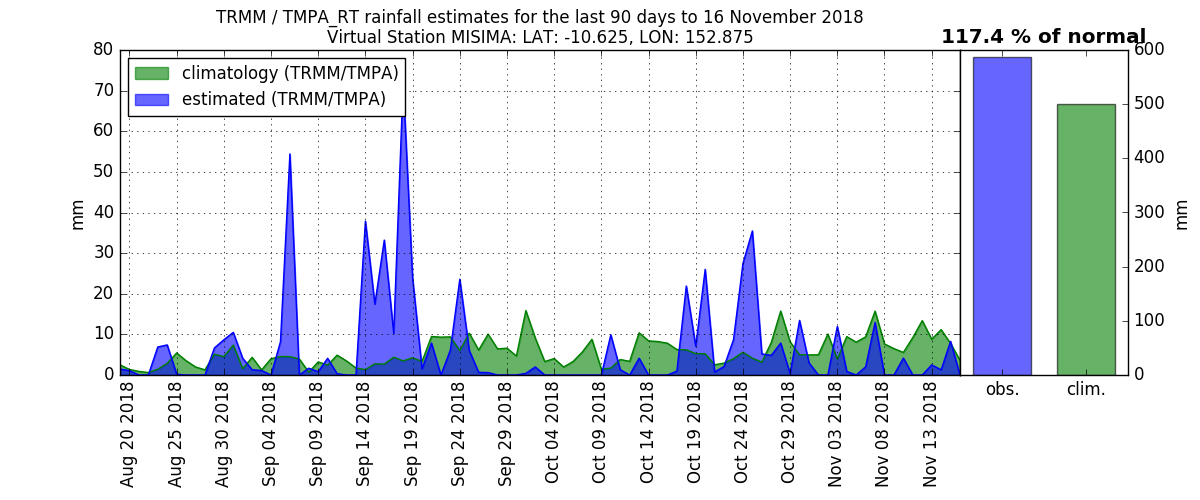 TRMM / TMPA_RT rainfall estimates for the last 90 days to 16 November 2018
Virtual Station MISIMA: LAT: -10.625, LON: 152.875
117.4 % of normal
climatology (TRMM/TMPA)
estimated (TRMM/TMPA)
mm
80
70
60
50
40
30
20
10
0
Aug 20 2018
Aug 25 2018
Aug 30 2018
Sep 04 2018
Sep 09 2018
Sep 14 2018
Sep 19 2018
Sep 24 2018
Sep 29 2018
Oct 04 2018
Oct 09 2018
Oct 14 2018
Oct 19 2018
Oct 24 2018
Oct 29 2018
Nov 03 2018
Nov 08 2018
Nov 13 2018
obs.
clim.
600
500
400
300
200
100
0
mm